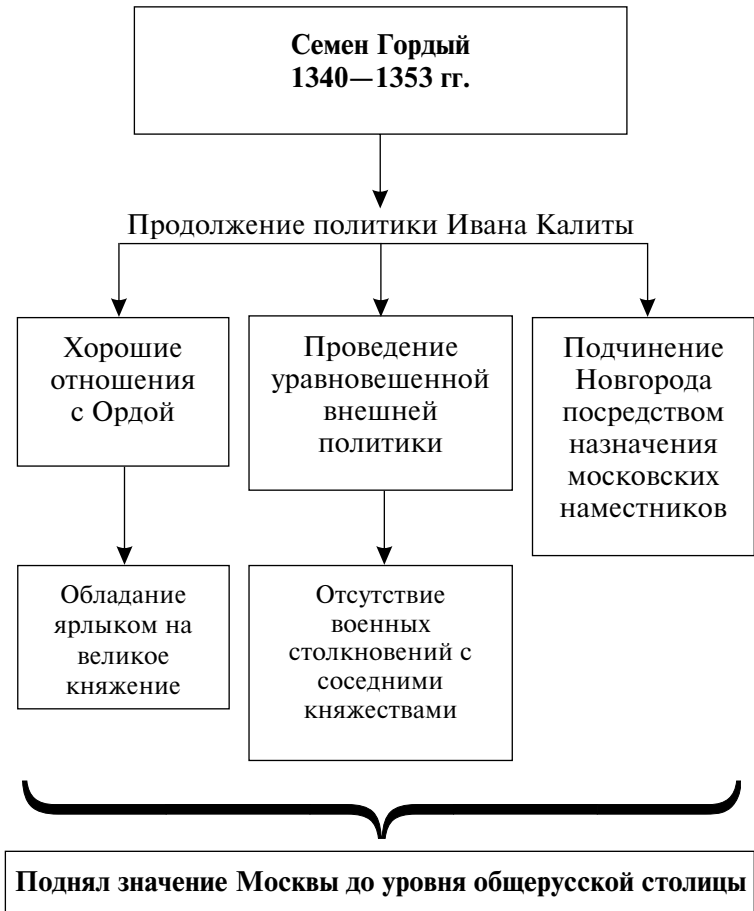 Семен Гордый
1340—1353 гг.
Продолжение политики Ивана Калиты
Хорошие
отношения
с Ордой
Проведение
уравновешенной
внешней
политики
Подчинение
Новгорода
посредством
назначения
московских
наместников
Обладание
ярлыком на
великое
княжение
Отсутствие
военных
столкновений с
соседними
княжествами
Поднял значение Москвы до уровня общерусской столицы